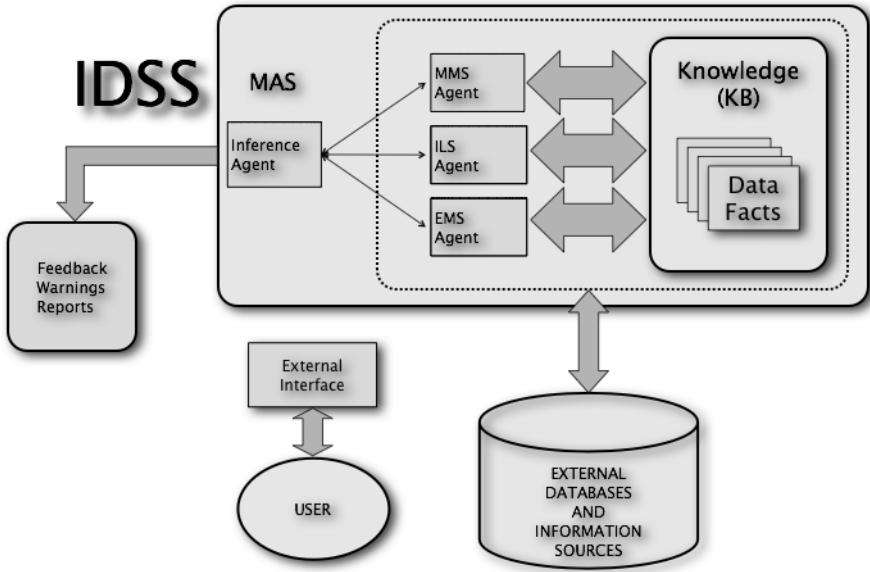 IDSS
MAS
Inference
Agent
MMS
Agent
ILS
Agent
EMS
Agent
Knowledge
(KB)
Data
Facts
Feedback
Warnings
Reports
External
Interface
USER
EXTERNAL
DATABASES
AND
INFORMATION
SOURCES